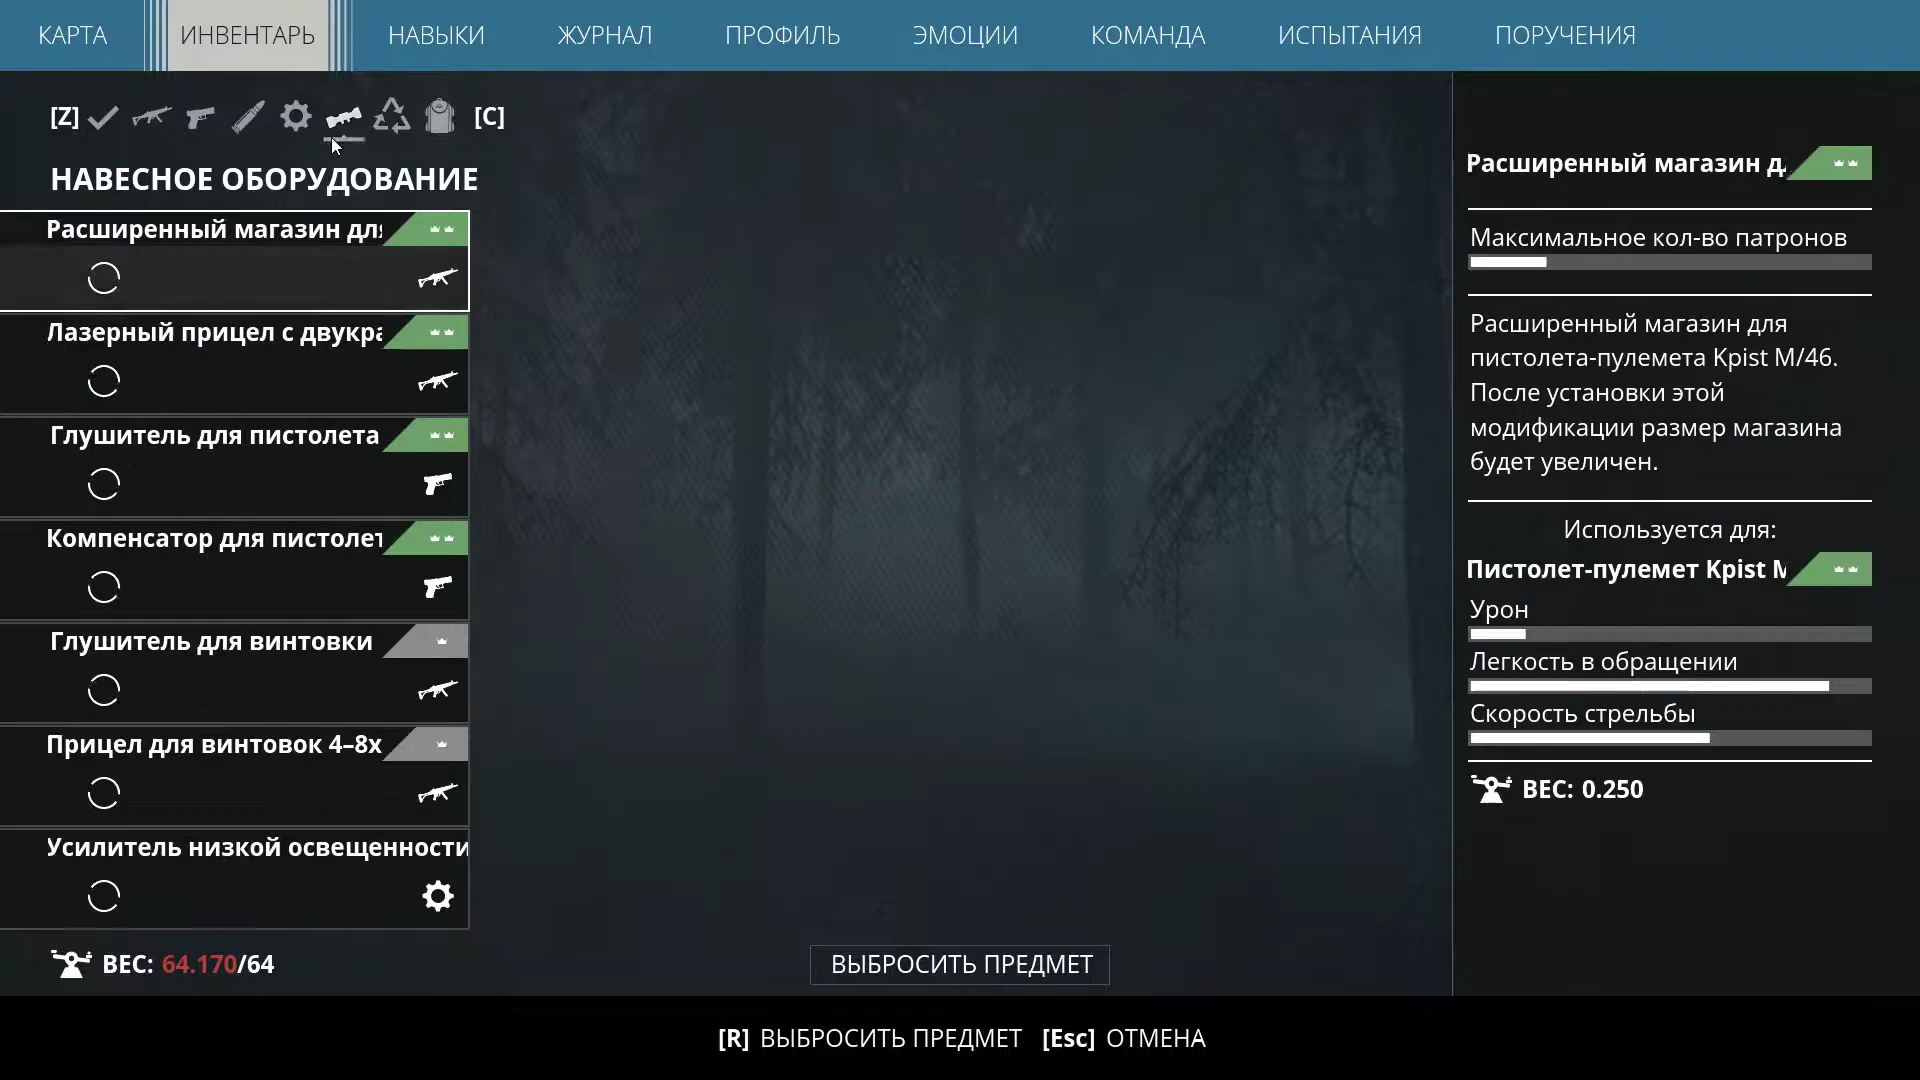 КАРТА ИНВЕНТАРЬ НАВЫКИ ЖУРНАЛ ПРОФИЛЬ ЭМОЦИИ КОМАНДА ИСПЫТАНИЯ ПОРУЧЕНИЯ
[Z] [C]
НАВЕСНОЕ ОБОРУДОВАНИЕ
Расширенный магазин для
Лазерный прицел с двукра
Глушитель для пистолета
Компенсатор для пистолет
Глушитель для винтовки
Прицел для винтовок 4–8x
Усилитель низкой освещенности
ВЕС: 64.170/64
ВЫБРОСИТЬ ПРЕДМЕТ
Расширенный магазин д
Максимальное кол-во патронов
Расширенный магазин для
пистолета-пулемета Kpist M/46.
После установки этой
модификации размер магазина
будет увеличен.
Используется для:
Пистолет-пулемет Kpist M
Урон
Легкость в обращении
Скорость стрельбы
ВЕС: 0.250
[R] ВЫБРОСИТЬ ПРЕДМЕТ [Esc] ОТМЕНА